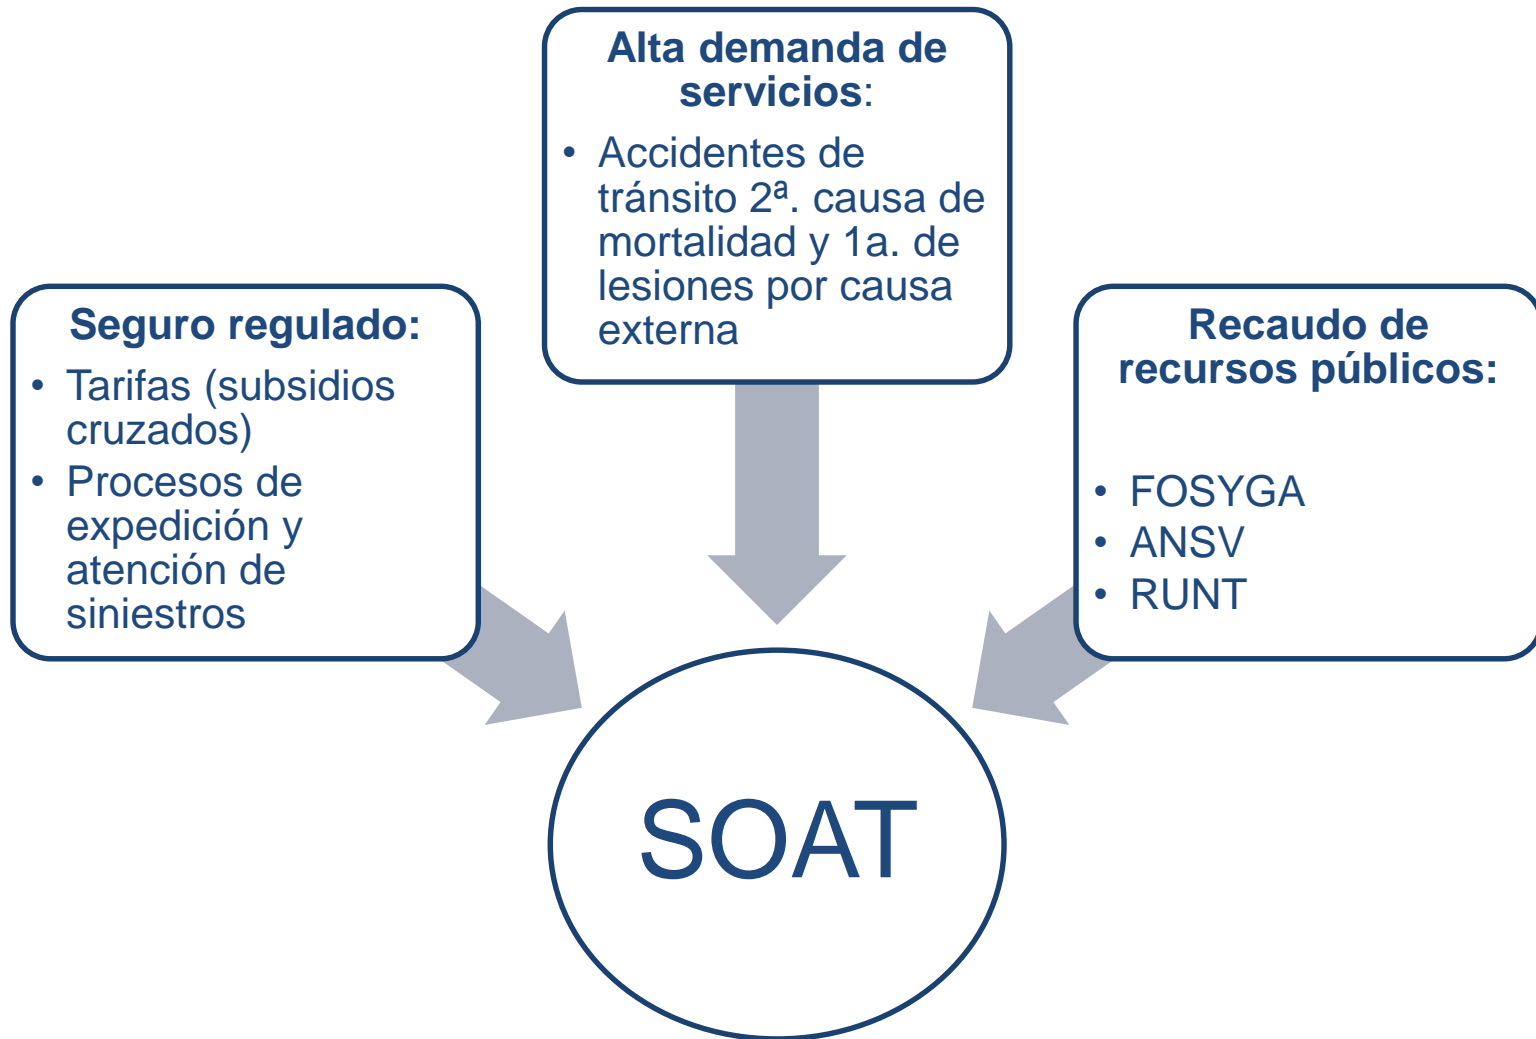 Alta demanda de
servicios:
• Accidentes de
tránsito 2ª. causa de
mortalidad y 1a. de
lesiones por causa
externa
Seguro regulado:
• Tarifas (subsidios
cruzados)
• Procesos de
expedición y
atención de
siniestros
Recaudo de
recursos públicos:
• FOSYGA
• ANSV
• RUNT
SOAT